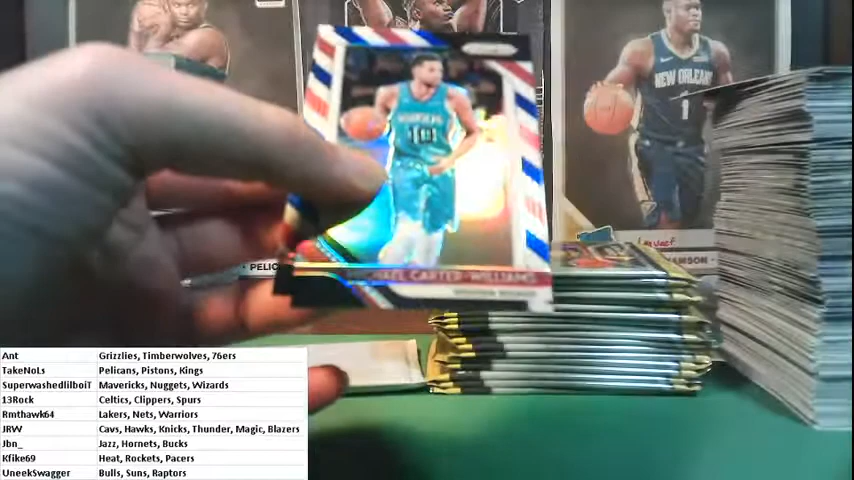 NEW ORLEANS
1
PELIC
MICHAEL CARTER-WILLIAMS
Ant Grizzlies, Timberwolves, 76ers
TakeNoLs Pelicans, Pistons, Kings
SuperwashedlilboiT Mavericks, Nuggets, Wizards
13Rock Celtics, Clippers, Spurs
Rmthawk64 Lakers, Nets, Warriors
JRW Cavs, Hawks, Knicks, Thunder, Magic, Blazers
Jbn_ Jazz, Hornets, Bucks
Kfike69 Heat, Rockets, Pacers
UneekSwagger Bulls, Suns, Raptors